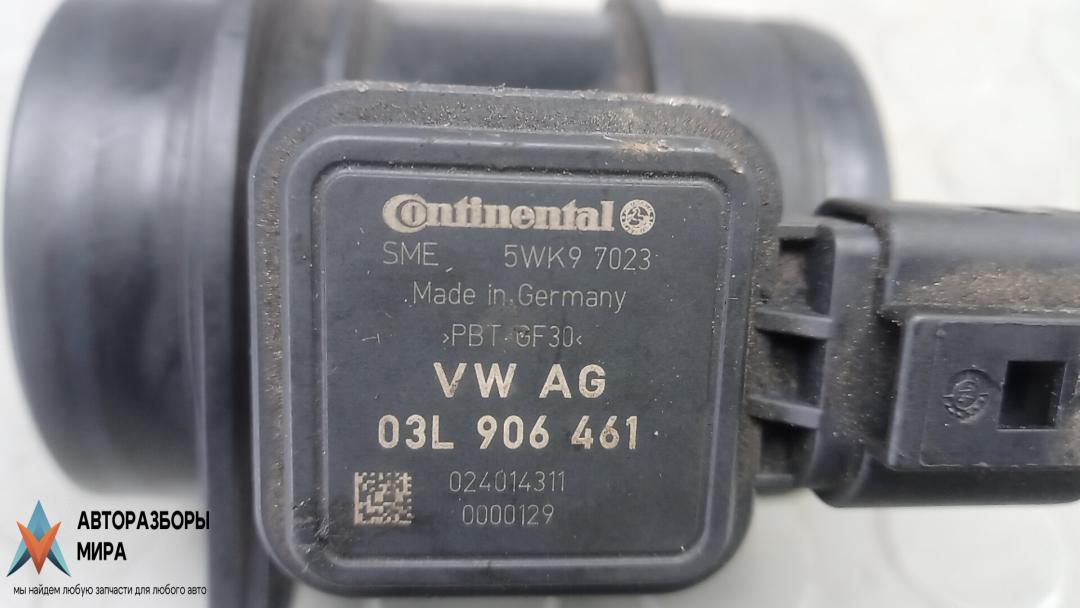 Continental
SME 5WK9 7023
Made in Germany
>PBT-GF30<
VW AG
03L 906 461
024014311
0000129
АВТОРАЗБОРЫ
МИРА
мы найдем любую запчасти для любого авто